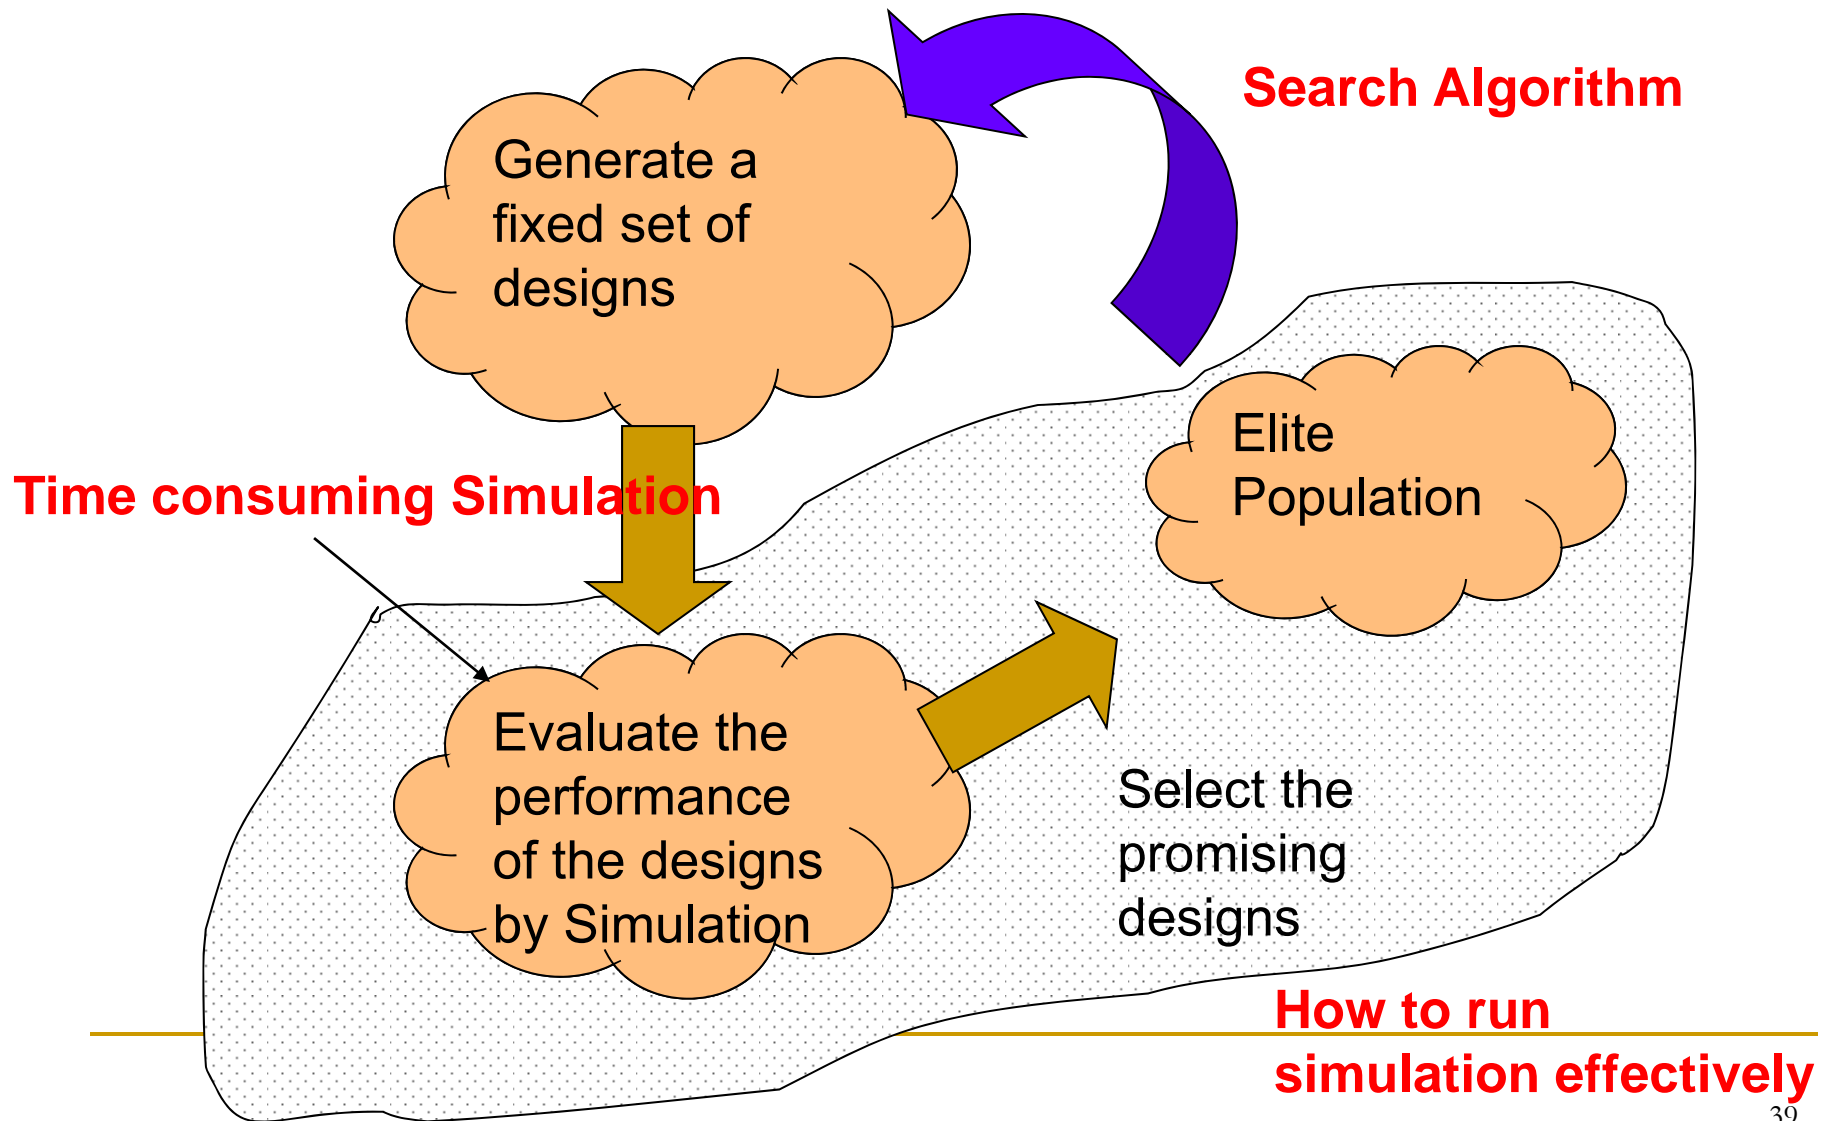 Search Algorithm
Generate a
fixed set of
designs
Elite
Population
Time consuming Simulation
Evaluate the
performance
of the designs
by Simulation
Select the
promising
designs
How to run
simulation effectively
39